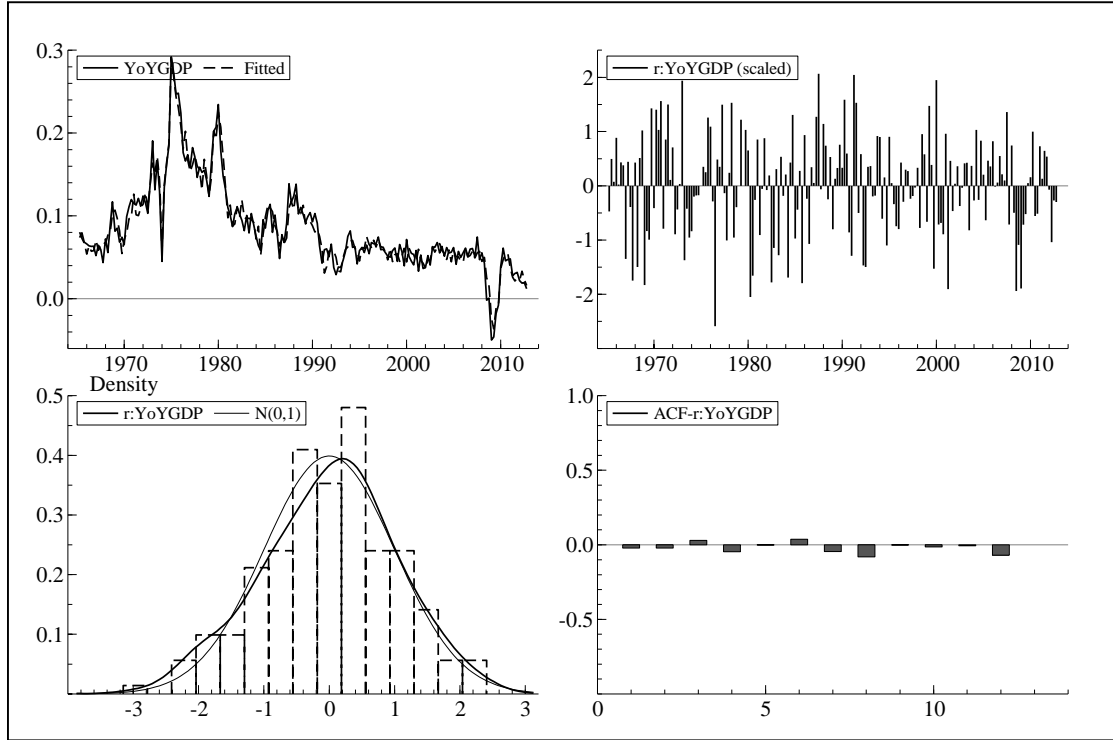 YoYGDP Fitted
0.3
0.2
0.1
0.0
1970 1980 1990 2000 2010
r:YoYGDP (scaled)
2
1
0
-1
-2
1970 1980 1990 2000 2010
Density
r:YoYGDP N(0,1)
0.5
0.4
0.3
0.2
0.1
-3 -2 -1 0 1 2 3
ACF-r:YoYGDP
1.0
0.5
0.0
-0.5
0 5 10